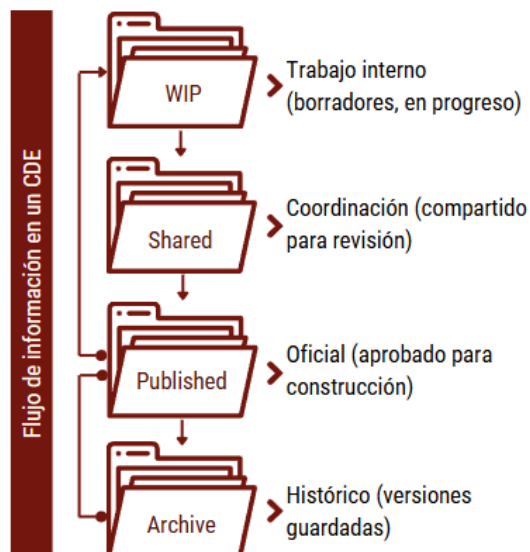 Flujo de información en un CDE
WIP
Trabajo interno
(borradores, en progreso)
Shared
Coordinación (compartido
para revisión)
Published
Oficial (aprobado para
construcción)
Archive
Histórico (versiones
guardadas)